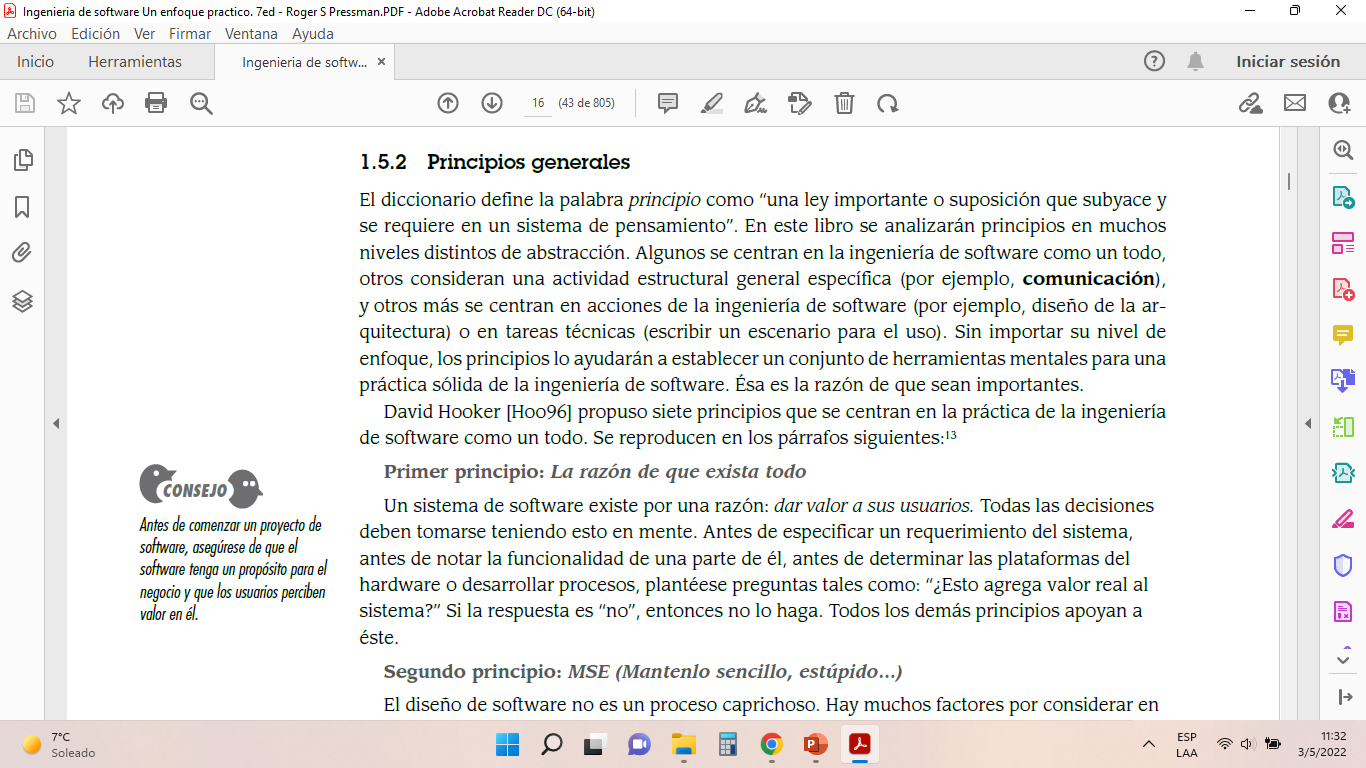 Ingenieria de software Un enfoque practico. 7ed - Roger S Pressman.PDF - Adobe Acrobat Reader DC (64-bit)
Archivo Edición Ver Firmar Ventana Ayuda
Inicio Herramientas Ingenieria de softw... × Iniciar sesión
16 (43 de 805)
1.5.2 Principios generales
El diccionario define la palabra principio como “una ley importante o suposición que subyace y
se requiere en un sistema de pensamiento”. En este libro se analizarán principios en muchos
niveles distintos de abstracción. Algunos se centran en la ingeniería de software como un todo,
otros consideran una actividad estructural general específica (por ejemplo, comunicación),
y otros más se centran en acciones de la ingeniería de software (por ejemplo, diseño de la ar-
quitectura) o en tareas técnicas (escribir un escenario para el uso). Sin importar su nivel de
enfoque, los principios lo ayudarán a establecer un conjunto de herramientas mentales para una
práctica sólida de la ingeniería de software. Ésa es la razón de que sean importantes.
David Hooker [Hoo96] propuso siete principios que se centran en la práctica de la ingeniería
de software como un todo. Se reproducen en los párrafos siguientes:13
Primer principio: La razón de que exista todo
Un sistema de software existe por una razón: dar valor a sus usuarios. Todas las decisiones
deben tomarse teniendo esto en mente. Antes de especificar un requerimiento del sistema,
antes de notar la funcionalidad de una parte de él, antes de determinar las plataformas del
hardware o desarrollar procesos, plantéese preguntas tales como: “¿Esto agrega valor real al
sistema?” Si la respuesta es “no”, entonces no lo haga. Todos los demás principios apoyan a
éste.
Segundo principio: MSE (Mantenlo sencillo, estúpido...)
El diseño de software no es un proceso caprichoso. Hay muchos factores por considerar en
CONSEJO
Antes de comenzar un proyecto de
software, asegúrese de que el
software tenga un propósito para el
negocio y que los usuarios perciben
valor en él.
7°C
Soleado
ESP
LAA
11:32
3/5/2022